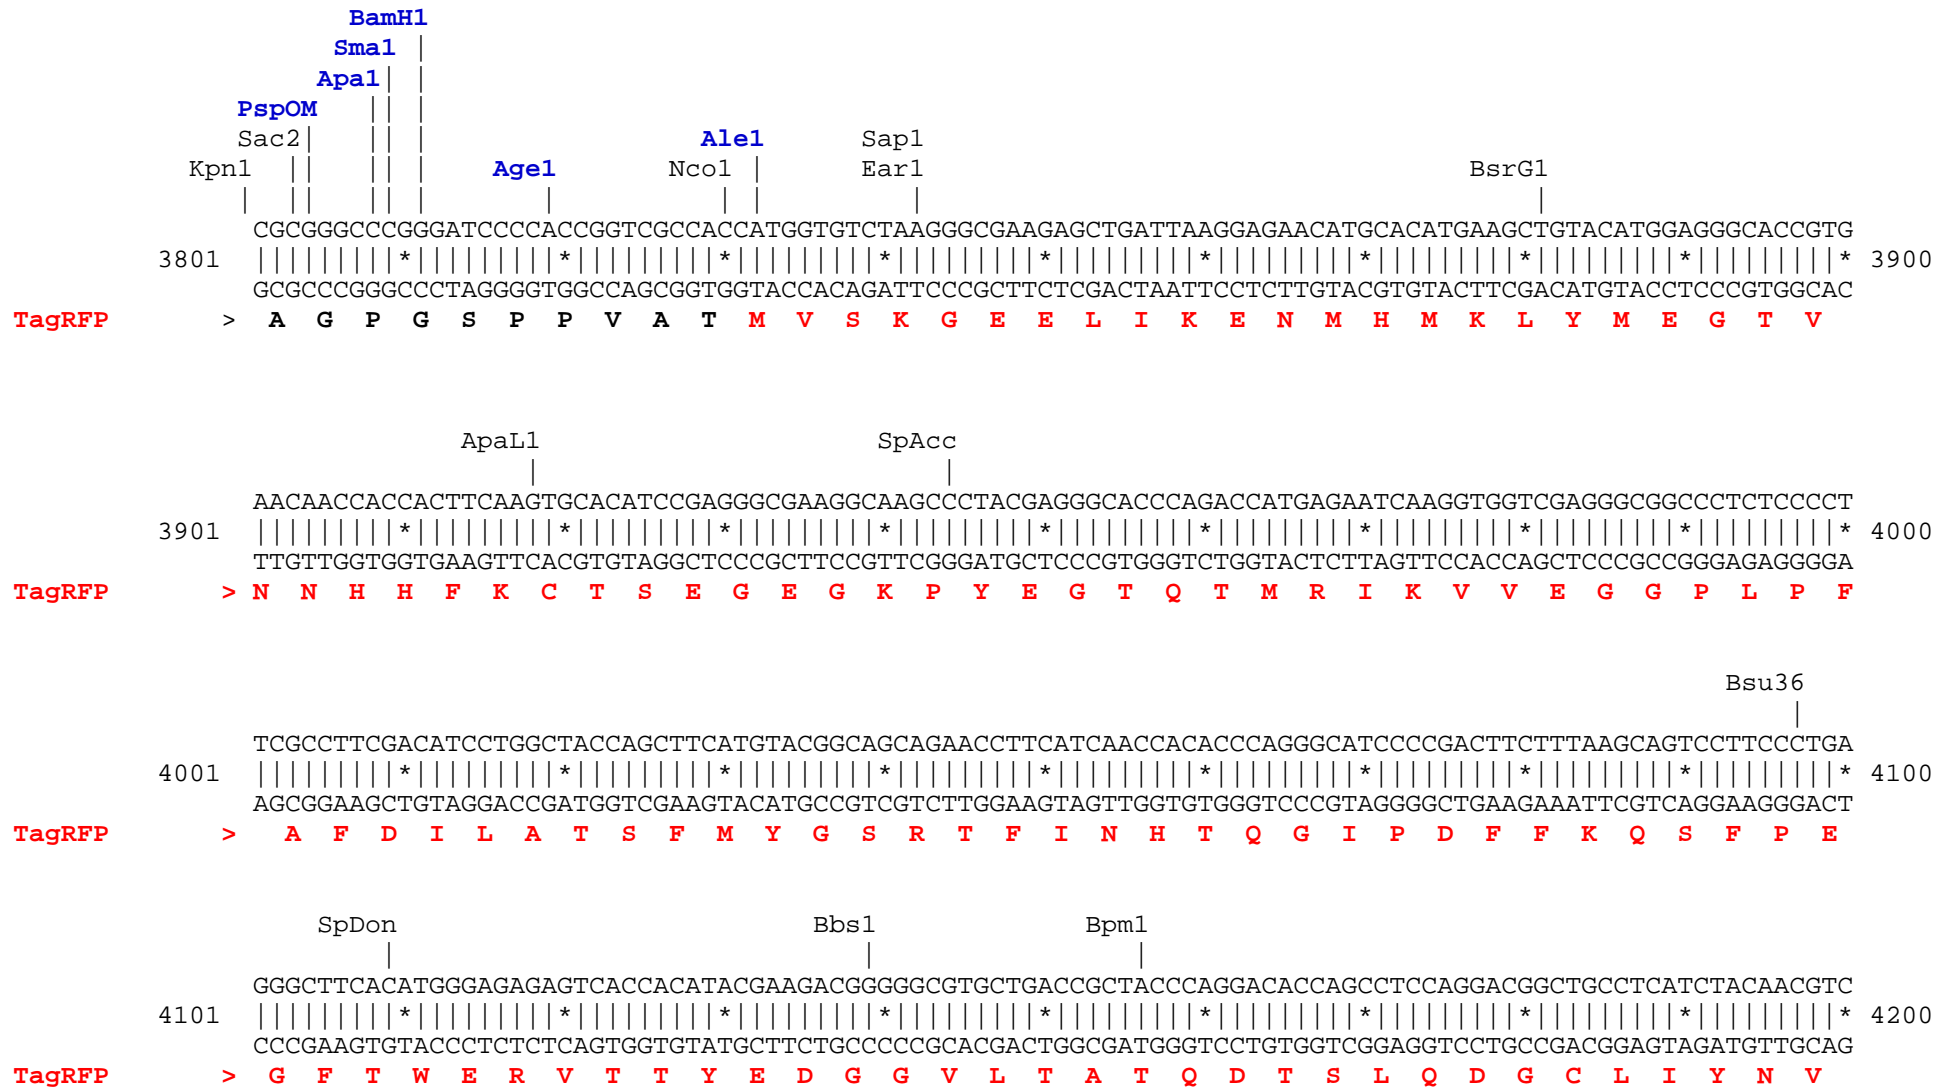 BamH1
Sma1 |
Apa1| |
PspOM || |
Sac2| || | Ale1 Sap1
Kpn1 || || | Age1 Nco1 | Ear1 BsrG1
| || || | | | | | |
CGCGGGCCCGGGATCCCCACCGGTCGCCACCATGGTGTCTAAGGGCGAAGAGCTGATTAAGGAGAACATGCACATGAAGCTGTACATGGAGGGCACCGTG
3801 |||||||||*|||||||||*|||||||||*|||||||||*|||||||||*|||||||||*|||||||||*|||||||||*|||||||||*|||||||||* 3900
GCGCCCGGGCCCTAGGGGTGGCCAGCGGTGGTACCACAGATTCCCGCTTCTCGACTAATTCCTCTTGTACGTGTACTTCGACATGTACCTCCCGTGGCAC
TagRFP > A G P G S P P V A T M V S K G E E L I K E N M H M K L Y M E G T V
ApaL1 SpAcc
| |
AACAACCACCACTTCAAGTGCACATCCGAGGGCGAAGGCAAGCCCTACGAGGGCACCCAGACCATGAGAATCAAGGTGGTCGAGGGCGGCCCTCTCCCCT
3901 |||||||||*|||||||||*|||||||||*|||||||||*|||||||||*|||||||||*|||||||||*|||||||||*|||||||||*|||||||||* 4000
TTGTTGGTGGTGAAGTTCACGTGTAGGCTCCCGCTTCCGTTCGGGATGCTCCCGTGGGTCTGGTACTCTTAGTTCCACCAGCTCCCGCCGGGAGAGGGGA
TagRFP > N N H H F K C T S E G E G K P Y E G T Q T M R I K V V E G G P L P F
Bsu36
|
TCGCCTTCGACATCCTGGCTACCAGCTTCATGTACGGCAGCAGAACCTTCATCAACCACACCCAGGGCATCCCCGACTTCTTTAAGCAGTCCTTCCCTGA
4001 |||||||||*|||||||||*|||||||||*|||||||||*|||||||||*|||||||||*|||||||||*|||||||||*|||||||||*|||||||||* 4100
AGCGGAAGCTGTAGGACCGATGGTCGAAGTACATGCCGTCGTCTTGGAAGTAGTTGGTGTGGGTCCCGTAGGGGCTGAAGAAATTCGTCAGGAAGGGACT
TagRFP > A F D I L A T S F M Y G S R T F I N H T Q G I P D F F K Q S F P E
SpDon Bbs1 Bpm1
| | |
GGGCTTCACATGGGAGAGAGTCACCACATACGAAGACGGGGGCGTGCTGACCGCTACCCAGGACACCAGCCTCCAGGACGGCTGCCTCATCTACAACGTC
4101 |||||||||*|||||||||*|||||||||*|||||||||*|||||||||*|||||||||*|||||||||*|||||||||*|||||||||*|||||||||* 4200
CCCGAAGTGTACCCTCTCTCAGTGGTGTATGCTTCTGCCCCCGCACGACTGGCGATGGGTCCTGTGGTCGGAGGTCCTGCCGACGGAGTAGATGTTGCAG
TagRFP > G F T W E R V T T Y E D G G V L T A T Q D T S L Q D G C L I Y N V